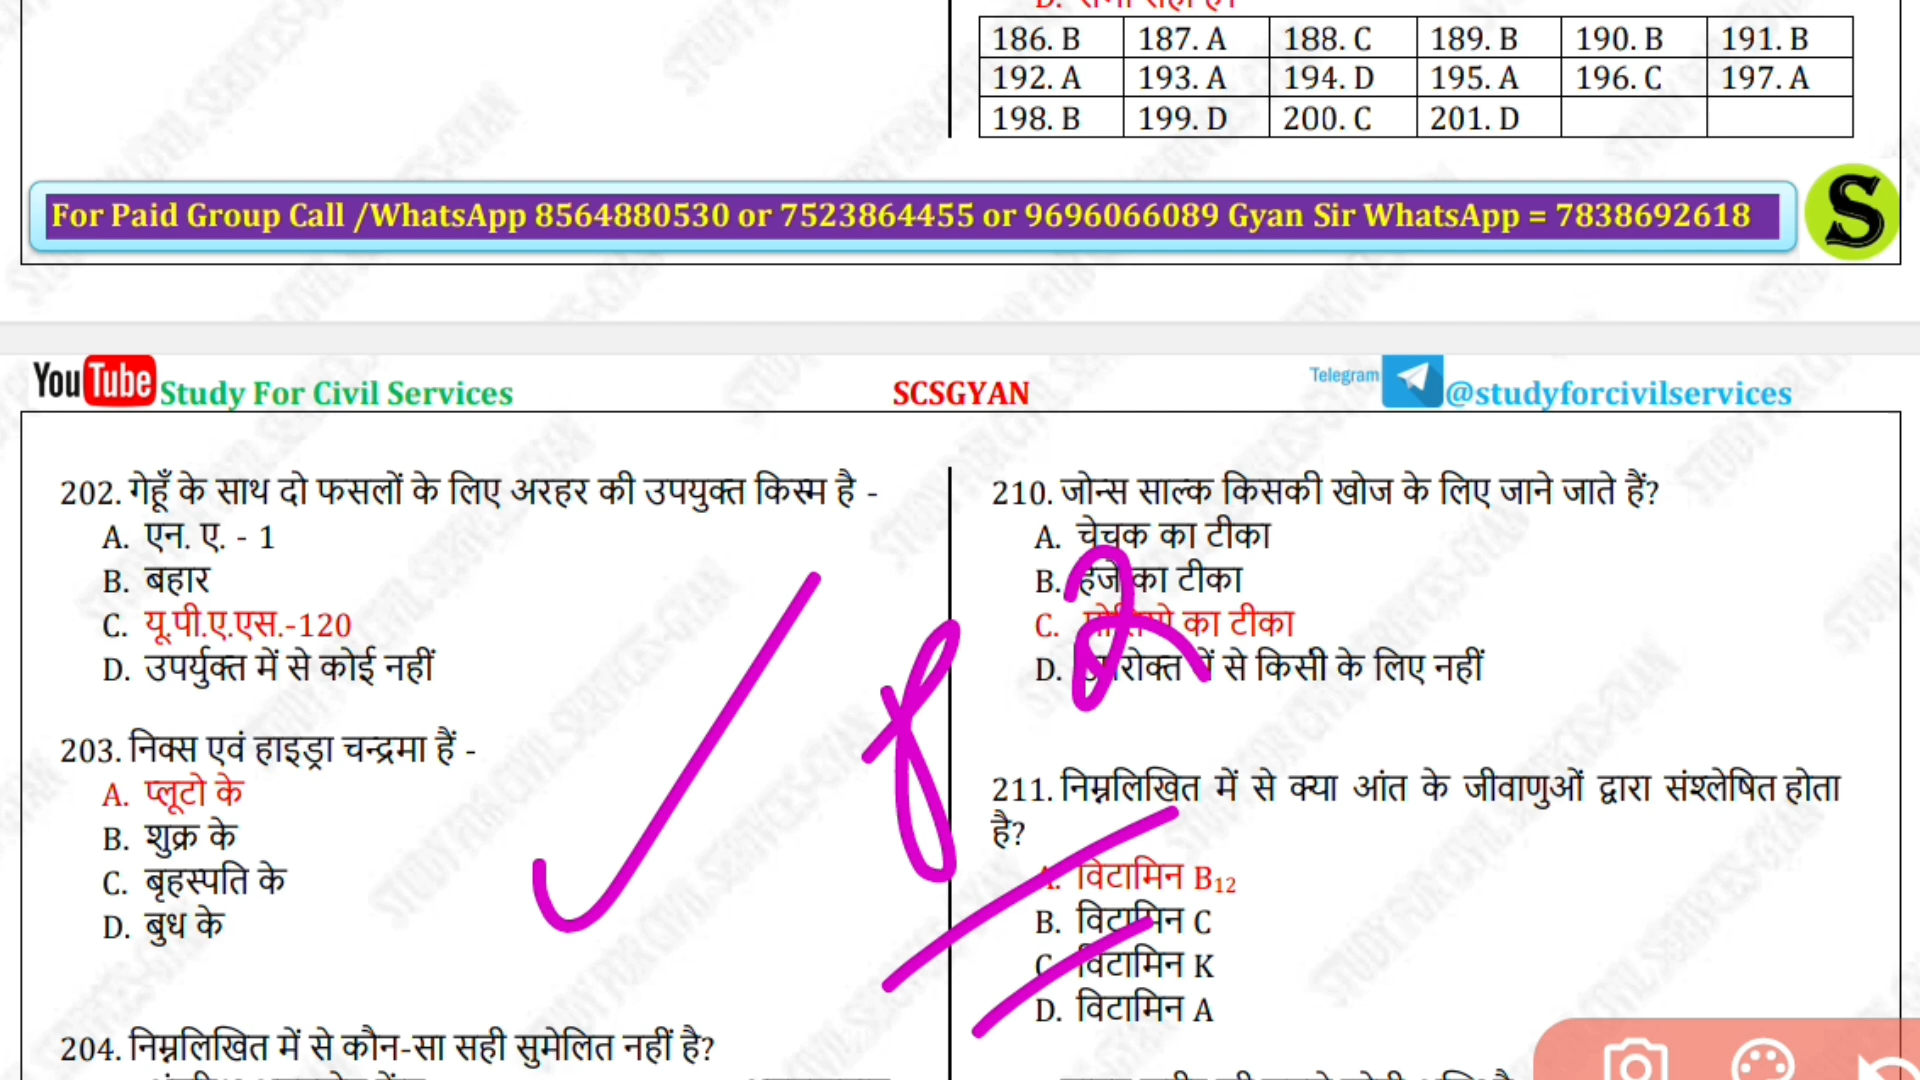 186. B 187. A 188. C 189. B 190. B 191. B
192. A 193. A 194. D 195. A 196. C 197. A
198. B 199. D 200. C 201. D
For Paid Group Call /WhatsApp 8564880530 or 7523864455 or 9696066089 Gyan Sir WhatsApp = 7838692618
S
YouTube Study For Civil Services
SCSGYAN
Telegram @studyforcivilservices
202. गेहूँ के साथ दो फसलों के लिए अरहर की उपयुक्त किस्म है -
A. एन. ए. - 1
B. बहार
C. यू.पी.ए.एस.-120
D. उपर्युक्त में से कोई नहीं
203. निक्स एवं हाइड्रा चन्द्रमा हैं -
A. प्लूटो के
B. शुक्र के
C. बृहस्पति के
D. बुध के
204. निम्नलिखित में से कौन-सा सही सुमेलित नहीं है?
210. जोन्स साल्क किसकी खोज के लिए जाने जाते हैं?
A. चेचक का टीका
B. हैजे का टीका
C. पोलियो का टीका
D. उपरोक्त में से किसी के लिए नहीं
211. निम्नलिखित में से क्या आंत के जीवाणुओं द्वारा संश्लेषित होता
है?
A. विटामिन B₁₂
B. विटामिन C
C. विटामिन K
D. विटामिन A